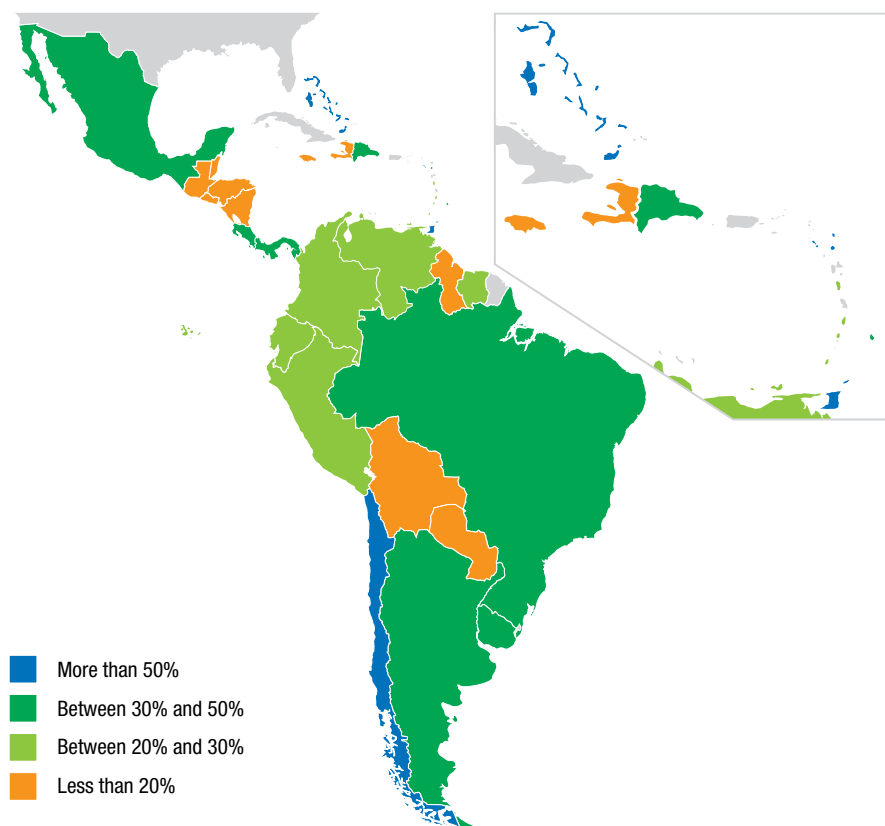 More than 50%
Between 30% and 50%
Between 20% and 30%
Less than 20%